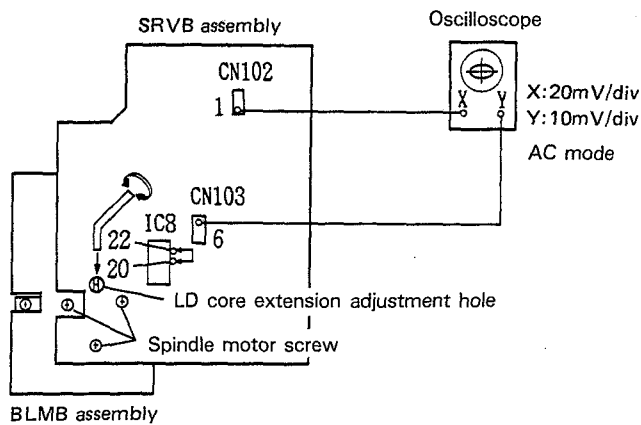 SRVB assembly
Oscilloscope
CN102
1
X Y
X:20mV/div
Y:10mV/div
AC mode
CN103
6
IC8
22
20
LD core extension adjustment hole
Spindle motor screw
BLMB assembly